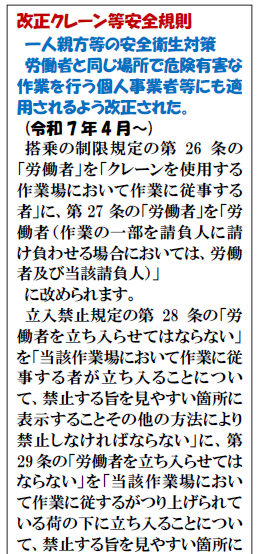 改正クレーン等安全規則
一人親方等の安全衛生対策
労働者と同じ場所で危険有害な
作業を行う個人事業者等にも適
用されるよう改正された。
(令和7年4月~)
搭乗の制限規定の第 26 条の
「労働者」を「クレーンを使用する
作業場において作業に従事する
者」に、第 27 条の「労働者」を「労
働者(作業の一部を請負人に請
け負わせる場合においては、労働
者及び当該請負人)」
に改められます。
立入禁止規定の第 28 条の「労
働者を立ち入らせてはならない」
を「当該作業場において作業に従
事する者が立ち入ることについ
て、禁止する旨を見やすい箇所に
表示することその他の方法により
禁止しなければならない」に、第
29条の「労働者を立ち入らせては
ならない」を「当該作業場におい
て作業に従するがつり上げられて
いる荷の下に立ち入ることについ
て、禁止する旨を見やすい箇所に